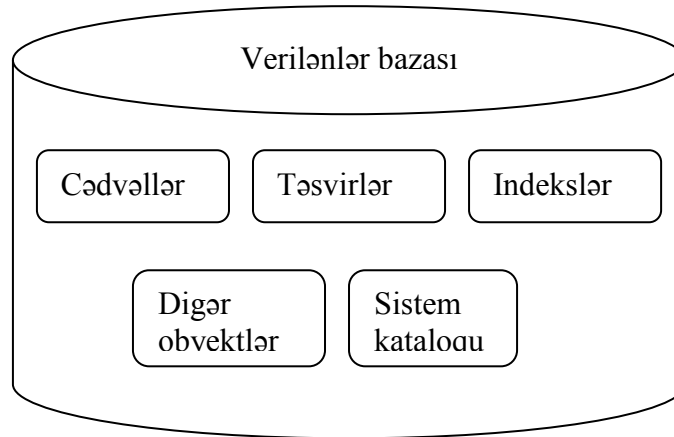 Verilənlər bazası
Cədvəllər
Təsvirlər
Indekslər
Digər
obyektlər
Sistem
kataloqu